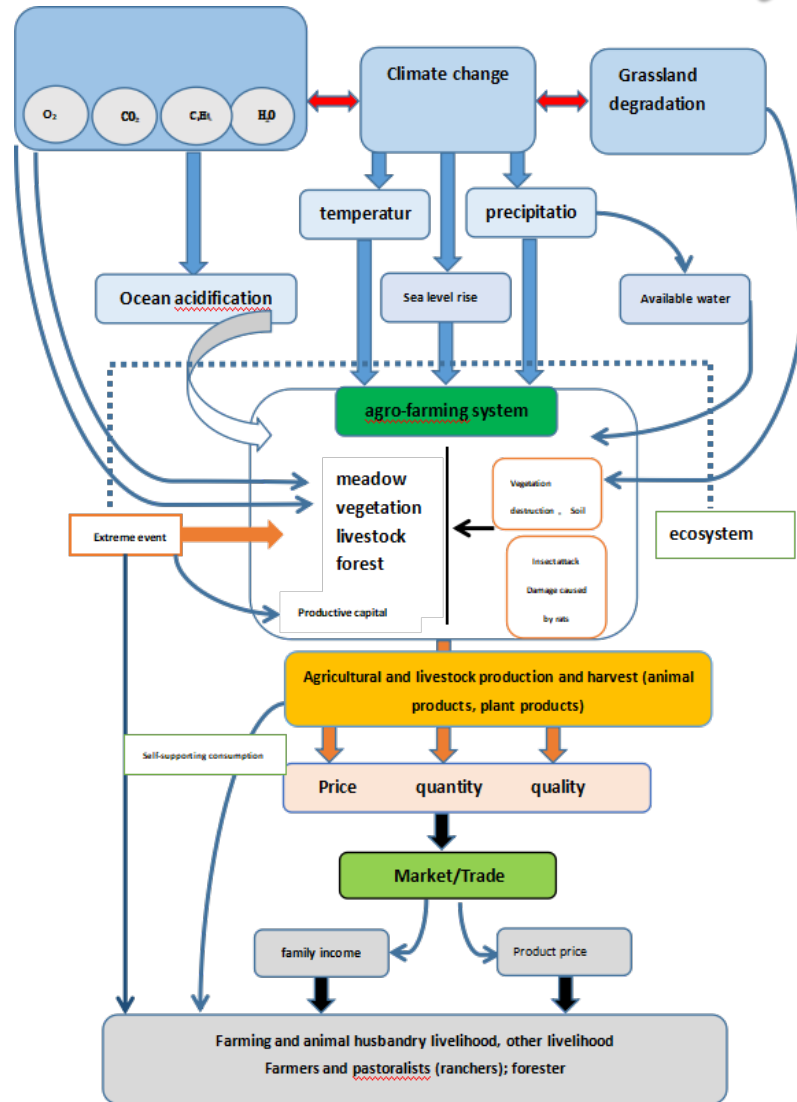 Climate change
Grassland
degradation
O₂
CO₂
H₂O
temperatur
precipitatio
Ocean acidification
Sea level rise
Available water
agro-farming system
meadow
vegetation
livestock
forest
Vegetation
destruction 。 Soil
Extreme event
ecosystem
Insect attack
Damage caused
by rats
Productive capital
Agricultural and livestock production and harvest (animal
products, plant products)
Self-supporting consumption
Price quantity quality
Market/Trade
family income
Product price
Farming and animal husbandry livelihood, other livelihood
Farmers and pastoralists (ranchers); forester